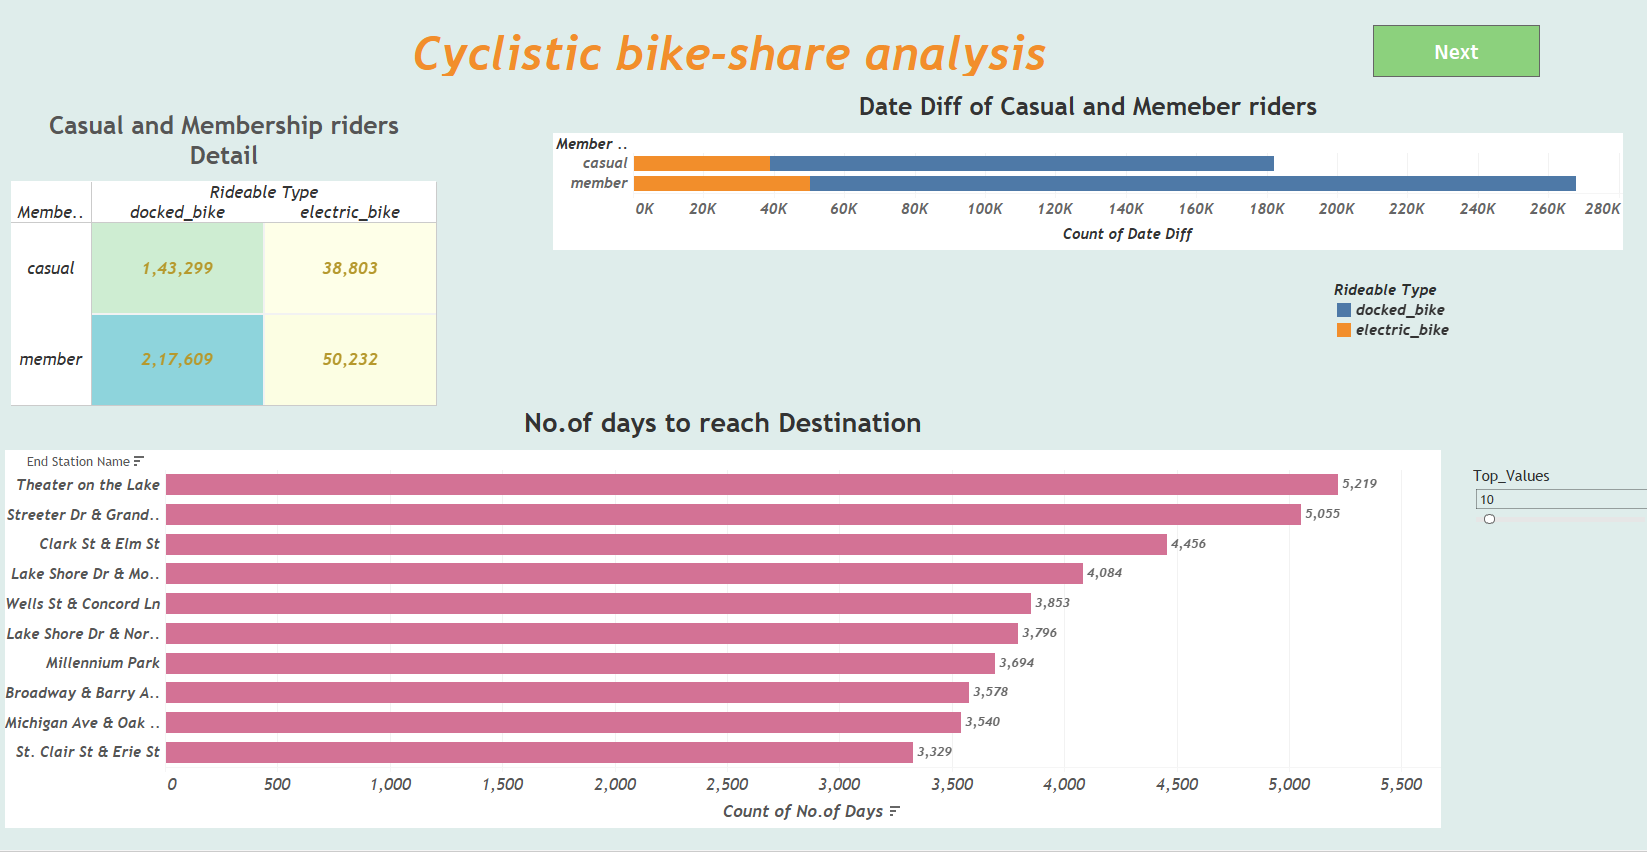 Cyclistic bike-share analysis
Next
Casual and Membership riders
Detail
Rideable Type
Membe.. docked_bike electric_bike
casual 1,43,299 38,803
member 2,17,609 50,232
Date Diff of Casual and Memeber riders
Member ..
casual
member
0K 20K 40K 60K 80K 100K 120K 140K 160K 180K 200K 220K 240K 260K 280K
Count of Date Diff
Rideable Type
docked_bike
electric_bike
No.of days to reach Destination
End Station Name
Theater on the Lake 5,219
Streeter Dr & Grand.. 5,055
Clark St & Elm St 4,456
Lake Shore Dr & Mo.. 4,084
Wells St & Concord Ln 3,853
Lake Shore Dr & Nor.. 3,796
Millennium Park 3,694
Broadway & Barry A.. 3,578
Michigan Ave & Oak .. 3,540
St. Clair St & Erie St 3,329
0 500 1,000 1,500 2,000 2,500 3,000 3,500 4,000 4,500 5,000 5,500
Count of No.of Days
Top_Values
10